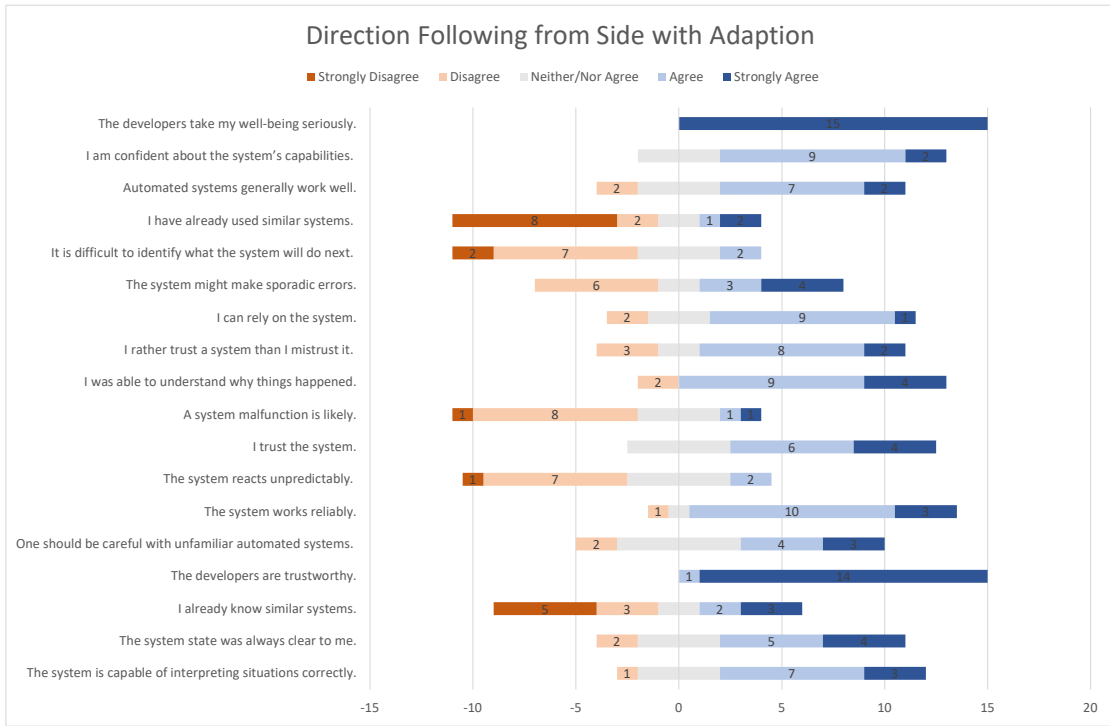 Direction Following from Side with Adaption
Strongly Disagree Disagree Neither/Nor Agree Agree Strongly Agree
The developers take my well-being seriously. 15
I am confident about the system's capabilities. 9 2
Automated systems generally work well. 2 7 2
I have already used similar systems. 8 2 1 2
It is difficult to identify what the system will do next. 2 7 2
The system might make sporadic errors. 6 3 4
I can rely on the system. 2 9 1
I rather trust a system than I mistrust it. 3 8 2
I was able to understand why things happened. 2 9 4
A system malfunction is likely. 1 8 1 1
I trust the system. 6 4
The system reacts unpredictably. 1 7 2
The system works reliably. 1 10 3
One should be careful with unfamiliar automated systems. 2 4 3
The developers are trustworthy. 1 14
I already know similar systems. 5 3 2 3
The system state was always clear to me. 2 5 4
The system is capable of interpreting situations correctly. 1 7 3
-15 -10 -5 0 5 10 15 20